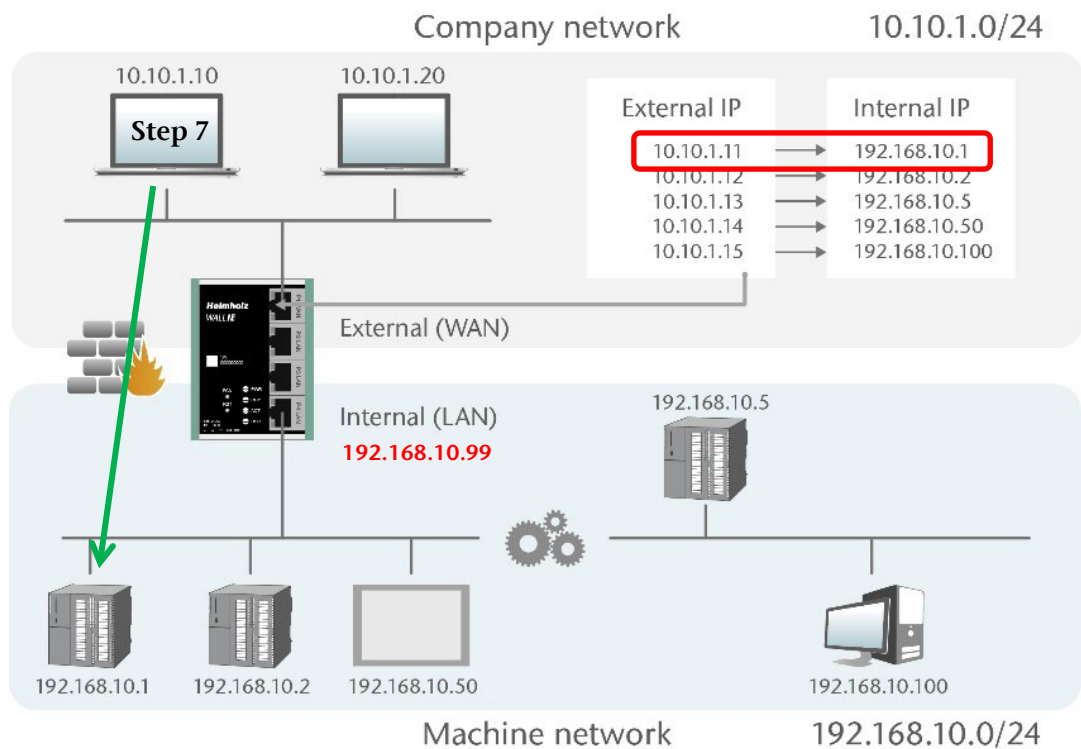 Company network 10.10.1.0/24
10.10.1.10 10.10.1.20
Step 7
External IP Internal IP
10.10.1.11 192.168.10.1
10.10.1.12 192.168.10.2
10.10.1.13 192.168.10.5
10.10.1.14 192.168.10.50
10.10.1.15 192.168.10.100
Helmholz
WALL IE
External (WAN)
Internal (LAN)
192.168.10.99
192.168.10.5
192.168.10.1 192.168.10.2 192.168.10.50 192.168.10.100
Machine network 192.168.10.0/24